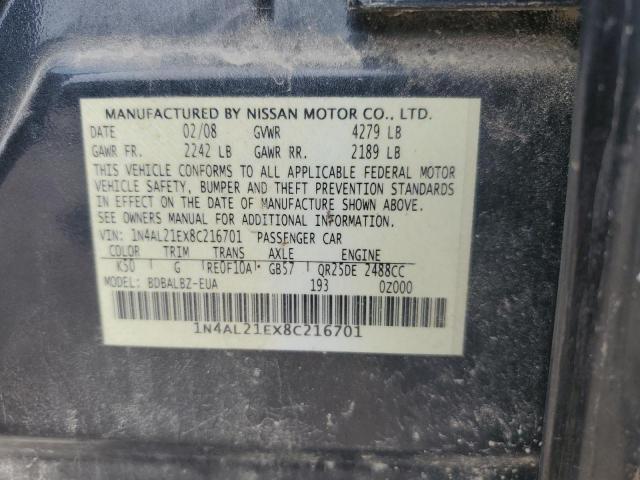 MANUFACTURED BY NISSAN MOTOR CO., LTD.
DATE 02/08 GVWR 4279 LB
GAWR FR. 2242 LB GAWR RR. 2189 LB
THIS VEHICLE CONFORMS TO ALL APPLICABLE FEDERAL MOTOR
VEHICLE SAFETY, BUMPER AND THEFT PREVENTION STANDARDS
IN EFFECT ON THE DATE OF MANUFACTURE SHOWN ABOVE.
SEE OWNERS MANUAL FOR ADDITIONAL INFORMATION.
VIN: 1N4AL21EX8C216701 PASSENGER CAR
COLOR TRIM TRANS AXLE ENGINE
K50 G RE0F10A GB57 QR25DE 2488CC
MODEL: BDBALBZ-EUA 193 0Z000
1N4AL21EX8C216701